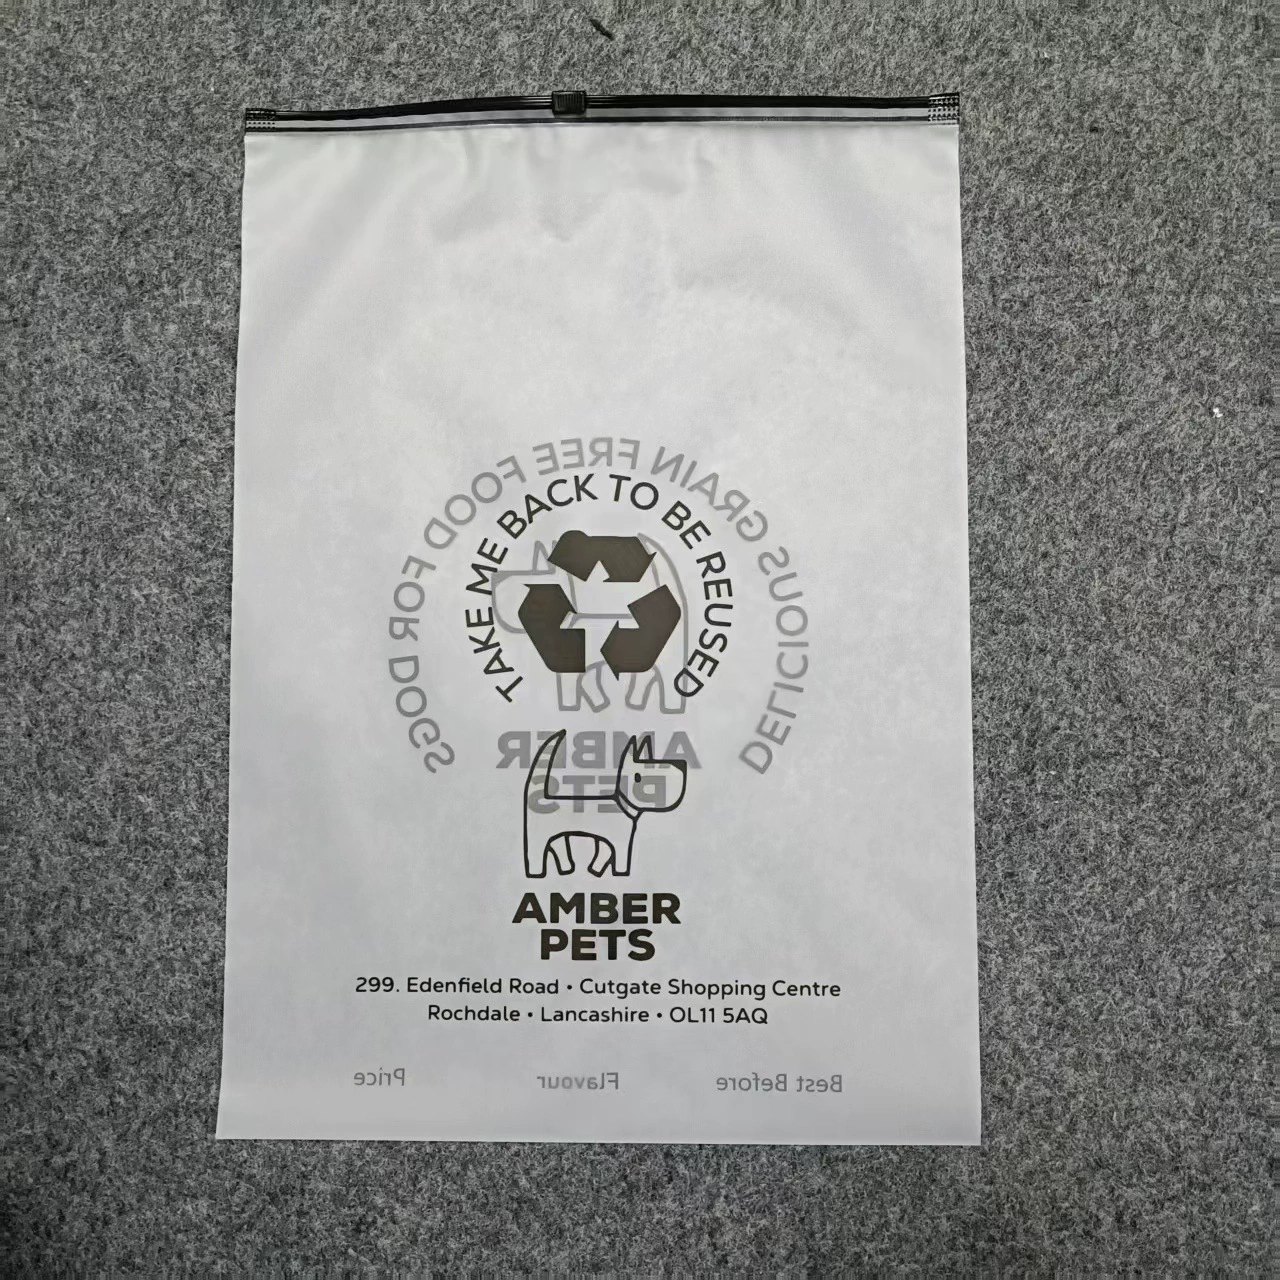 DELICIOUS GRAIN FREE FOOD FOR DOGS
TAKE ME BACK TO BE REUSED
AMBER
PETS
AMBER
PETS
299. Edenfield Road • Cutgate Shopping Centre
Rochdale • Lancashire • OL11 5AQ
Price Flavour Best Before